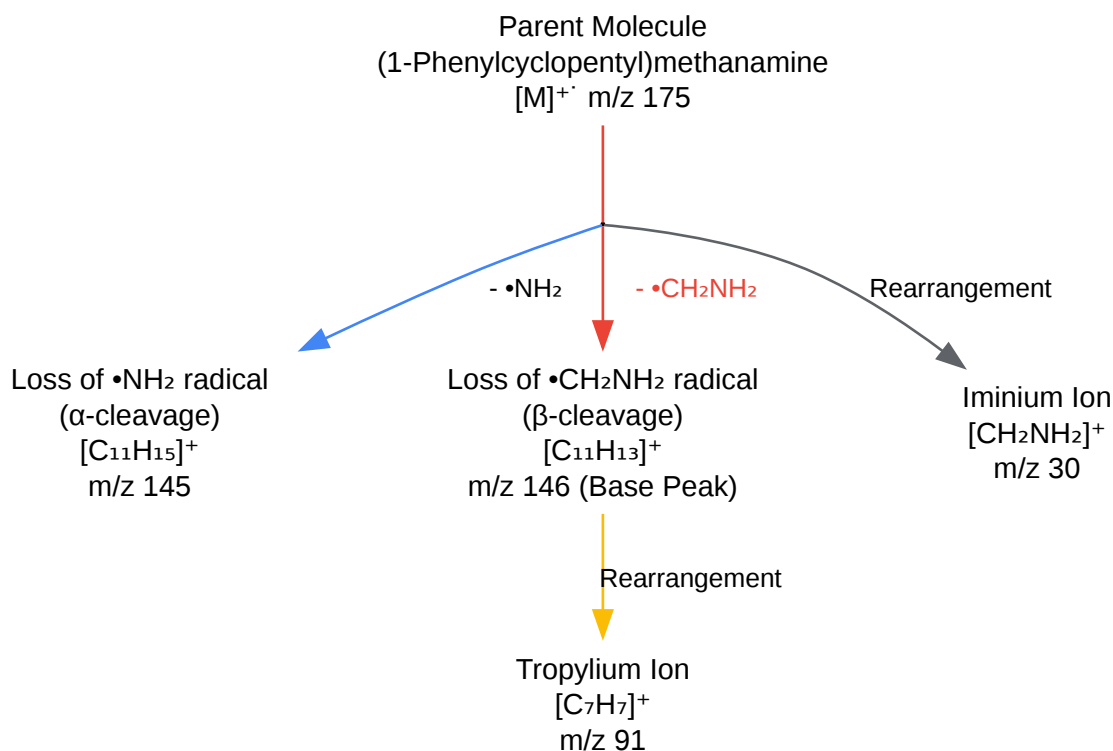 Parent Molecule
(1-Phenylcyclopentyl)methanamine
[M]⁺˙ m/z 175
- •NH₂
- •CH₂NH₂
Rearrangement
Loss of •NH₂ radical
(α-cleavage)
[C₁₁H₁₅]⁺
m/z 145
Loss of •CH₂NH₂ radical
(β-cleavage)
[C₁₁H₁₃]⁺
m/z 146 (Base Peak)
Iminium Ion
[CH₂NH₂]⁺
m/z 30
Rearrangement
Tropylium Ion
[C₇H₇]⁺
m/z 91